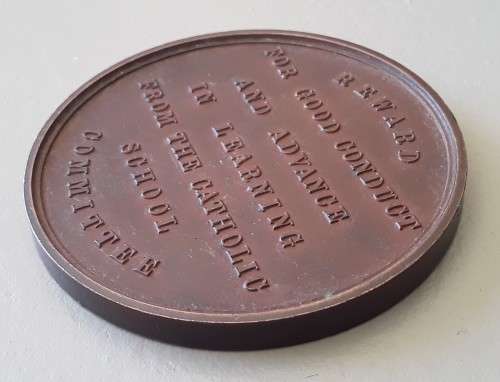 REWARD
FOR GOOD CONDUCT
AND ADVANCE
IN LEARNING
FROM THE CATHOLIC
SCHOOL
COMMITTEE